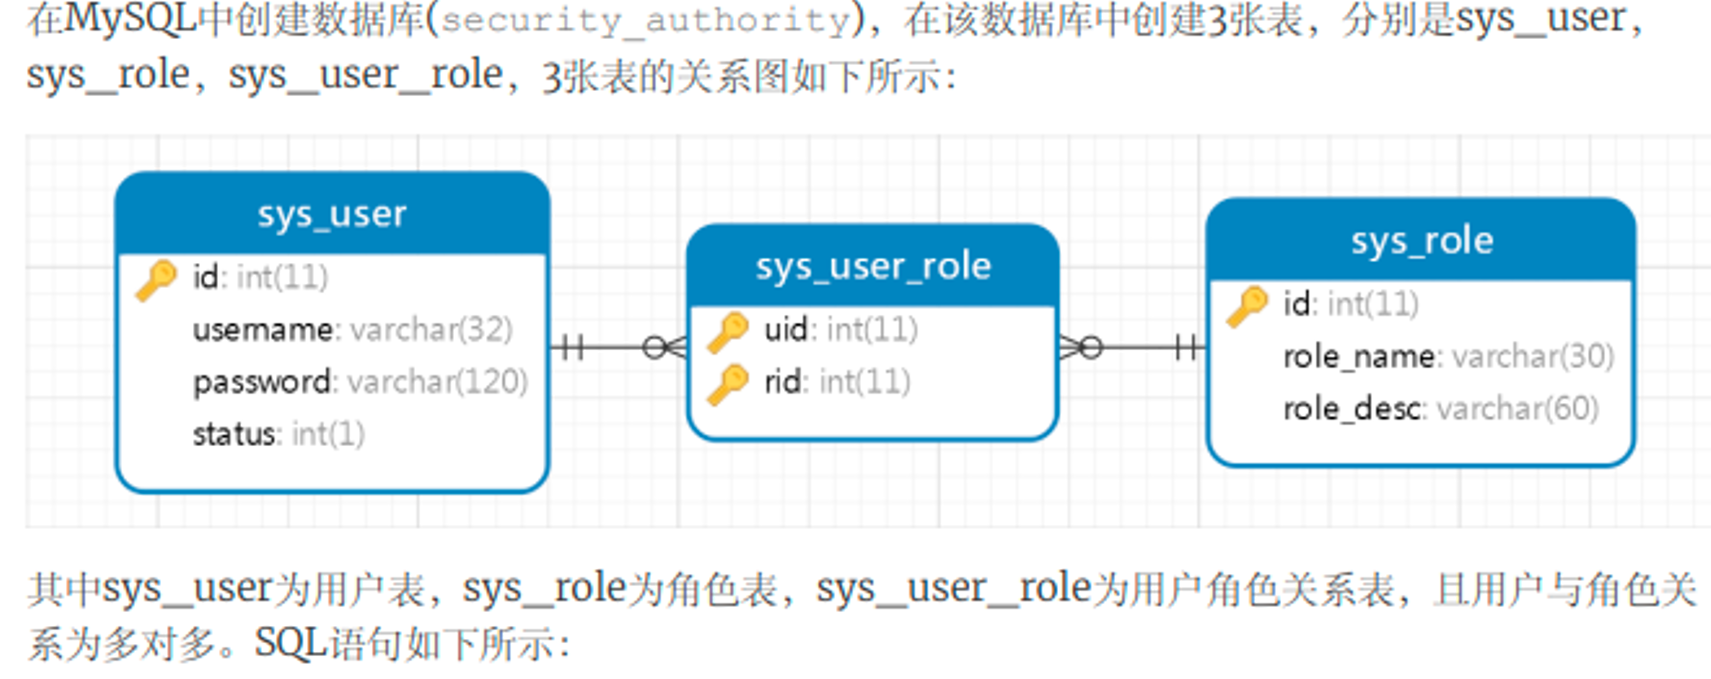 在MySQL中创建数据库(security_authority)，在该数据库中创建3张表，分别是sys_user，
sys_role，sys_user_role，3张表的关系图如下所示：
sys_user
id: int(11)
username: varchar(32)
password: varchar(120)
status: int(1)
sys_user_role
uid: int(11)
rid: int(11)
sys_role
id: int(11)
role_name: varchar(30)
role_desc: varchar(60)
其中sys_user为用户表，sys_role为角色表，sys_user_role为用户角色关系表，且用户与角色关
系为多对多。SQL语句如下所示：